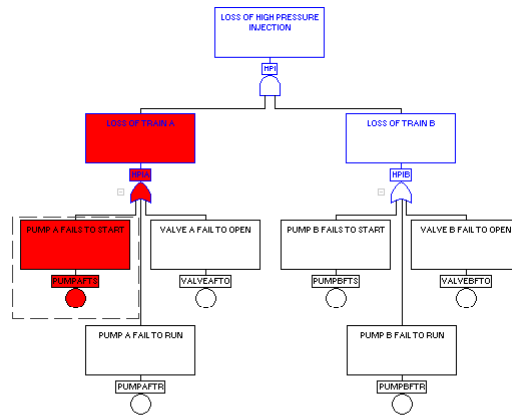 LOSS OF HIGH PRESSURE
INJECTION
HPI
LOSS OF TRAIN A
LOSS OF TRAIN B
HPIA
HPIB
PUMP A FAILS TO START
VALVE A FAIL TO OPEN
PUMP B FAILS TO START
VALVE B FAIL TO OPEN
PUMPAFTS
VALVEAFTO
PUMPBFTS
VALVEBFTO
PUMP A FAIL TO RUN
PUMP B FAIL TO RUN
PUMPAFTR
PUMPBFTR